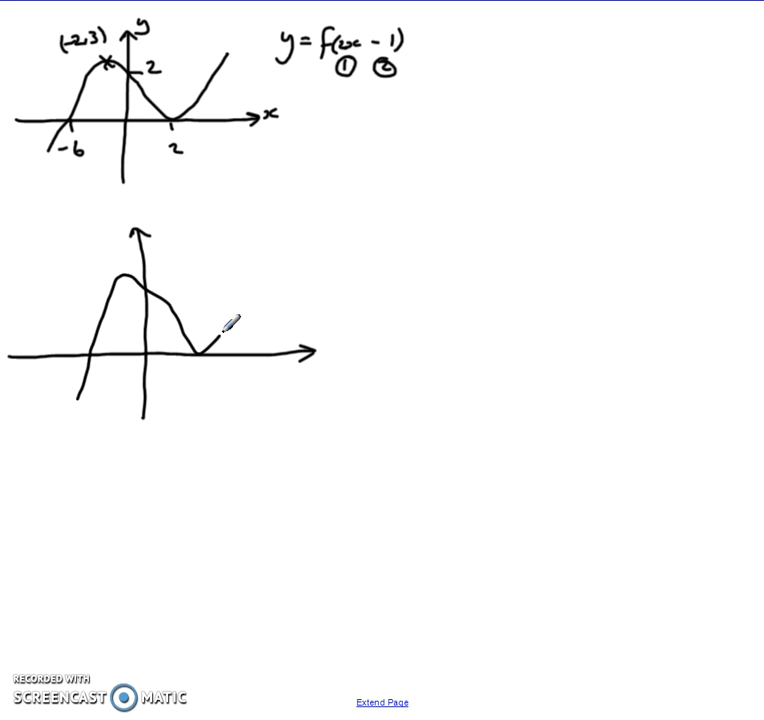 (-2,3)
y
2
x
-6
2
y = f(2x - 1)
① ②
RECORDED WITH
SCREENCAST MATIC
Extend Page